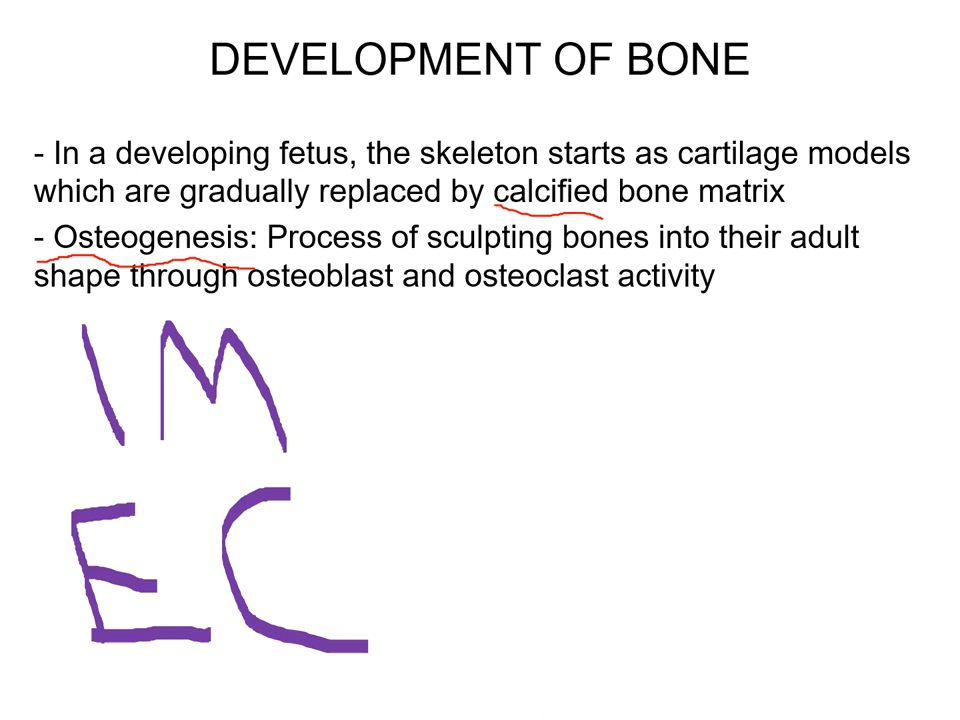 DEVELOPMENT OF BONE
- In a developing fetus, the skeleton starts as cartilage models
which are gradually replaced by calcified bone matrix
- Osteogenesis: Process of sculpting bones into their adult
shape through osteoblast and osteoclast activity
IM
EC